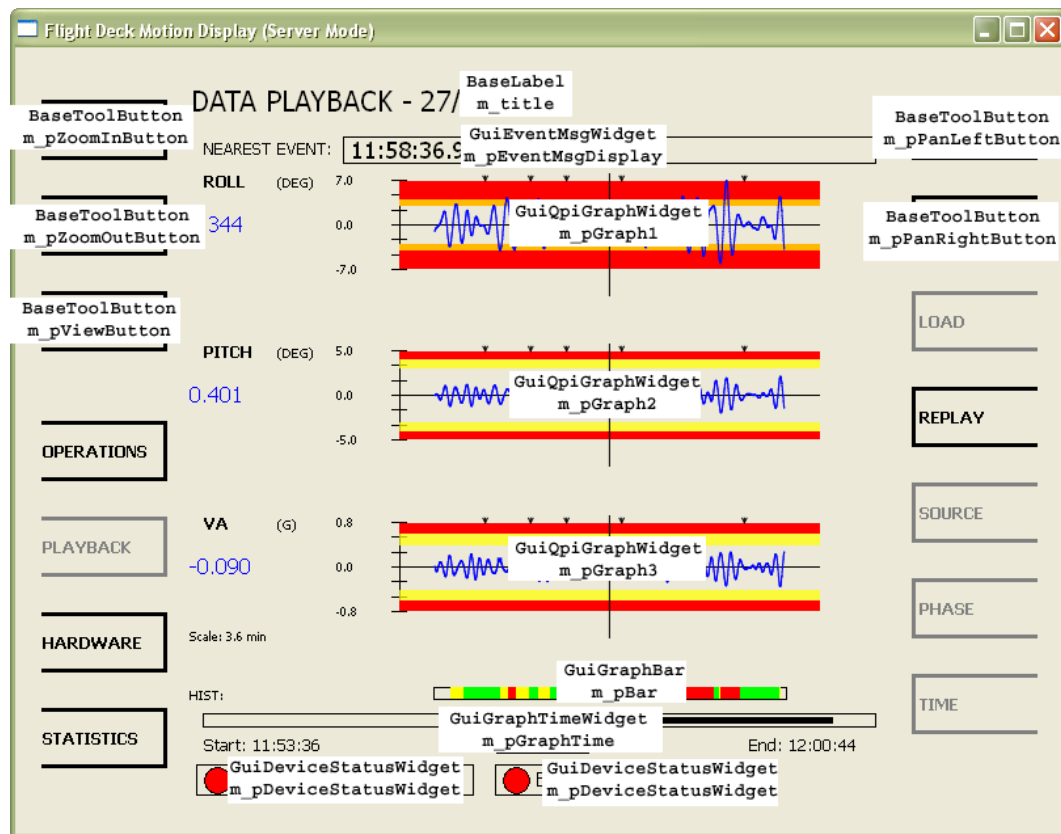 Flight Deck Motion Display (Server Mode)
DATA PLAYBACK - 27/
BaseLabel
m_title
BaseToolButton
m_pZoomInButton
BaseToolButton
m_pPanLeftButton
NEAREST EVENT:
11:58:36.9
GuiEventMsgWidget
m_pEventMsgDisplay
ROLL (DEG) 7.0
0.0
-7.0
344
GuiQpiGraphWidget
m_pGraph1
BaseToolButton
m_pZoomOutButton
BaseToolButton
m_pPanRightButton
BaseToolButton
m_pViewButton
LOAD
PITCH (DEG) 5.0
0.401
0.0
-5.0
GuiQpiGraphWidget
m_pGraph2
REPLAY
OPERATIONS
VA (G) 0.8
-0.090
0.0
-0.8
GuiQpiGraphWidget
m_pGraph3
SOURCE
PLAYBACK
PHASE
HARDWARE
Scale: 3.6 min
HIST:
GuiGraphBar
m_pBar
TIME
STATISTICS
GuiGraphTimeWidget
m_pGraphTime
Start: 11:53:36
End: 12:00:44
GuiDeviceStatusWidget
m_pDeviceStatusWidget
GuiDeviceStatusWidget
m_pDeviceStatusWidget